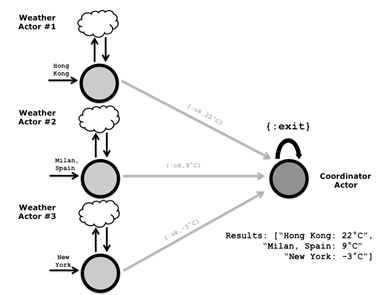 Weather
Actor #1
Hong
Kong
{:ok,22°C}
Weather
Actor #2
Milan,
Spain
{:ok,9°C}
Weather
Actor #3
New
York
{:ok,-3°C}
{:exit}
Coordinator
Actor
Results: ["Hong Kong: 22°C",
"Milan, Spain: 9°C"
"New York: -3°C"]